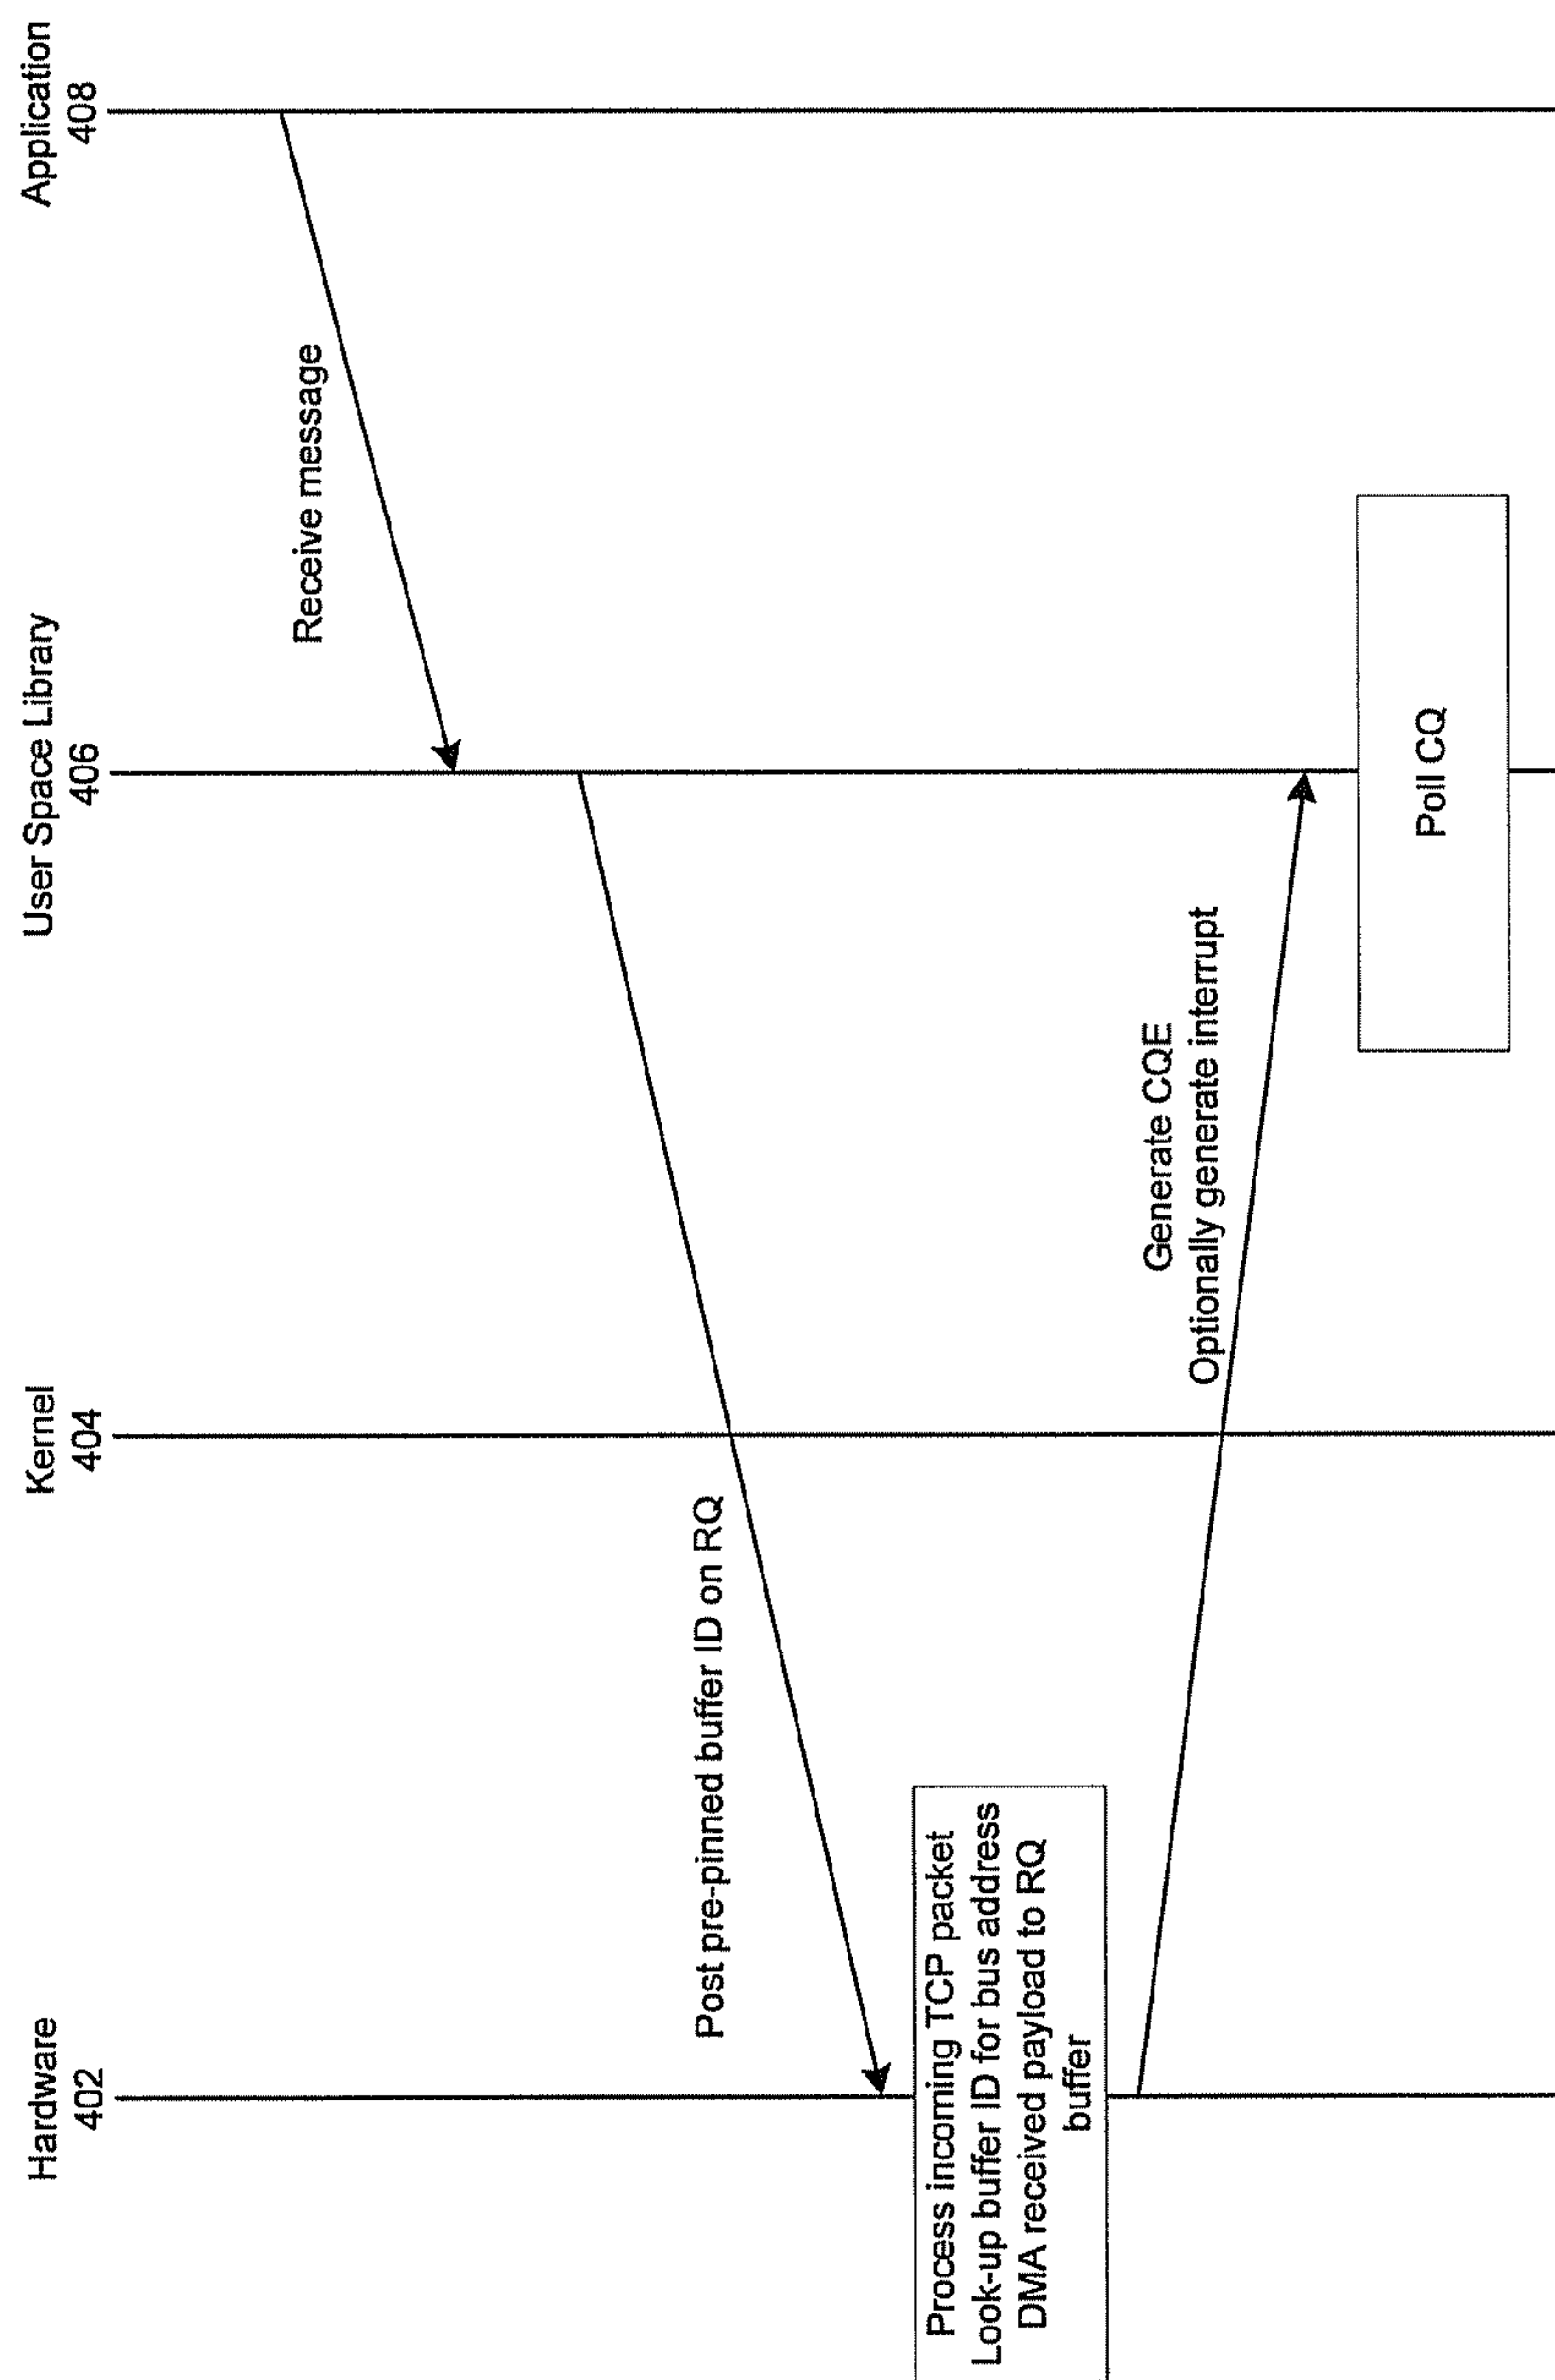 Hardware
402
Kernel
404
User Space Library
406
Application
408
Receive message
Post pre-pinned buffer ID on RQ
Process incoming TCP packet
Look-up buffer ID for bus address
DMA received payload to RQ
buffer
Generate CQE
Optionally generate interrupt
Poll CQ